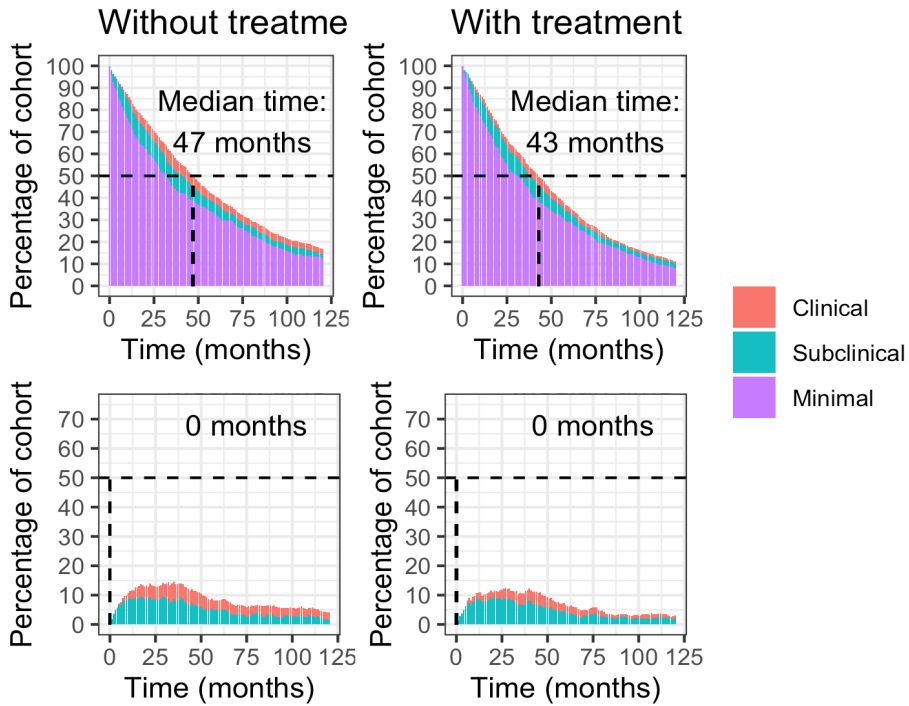 Without treatme
With treatment
Percentage of cohort
100
90
80
70
60
50
40
30
20
10
0
Median time:
47 months
0 25 50 75 100 125
Time (months)
Percentage of cohort
100
90
80
70
60
50
40
30
20
10
0
Median time:
43 months
0 25 50 75 100 125
Time (months)
Clinical
Subclinical
Minimal
Percentage of cohort
70
60
50
40
30
20
10
0
0 months
0 25 50 75 100 125
Time (months)
Percentage of cohort
70
60
50
40
30
20
10
0
0 months
0 25 50 75 100 125
Time (months)